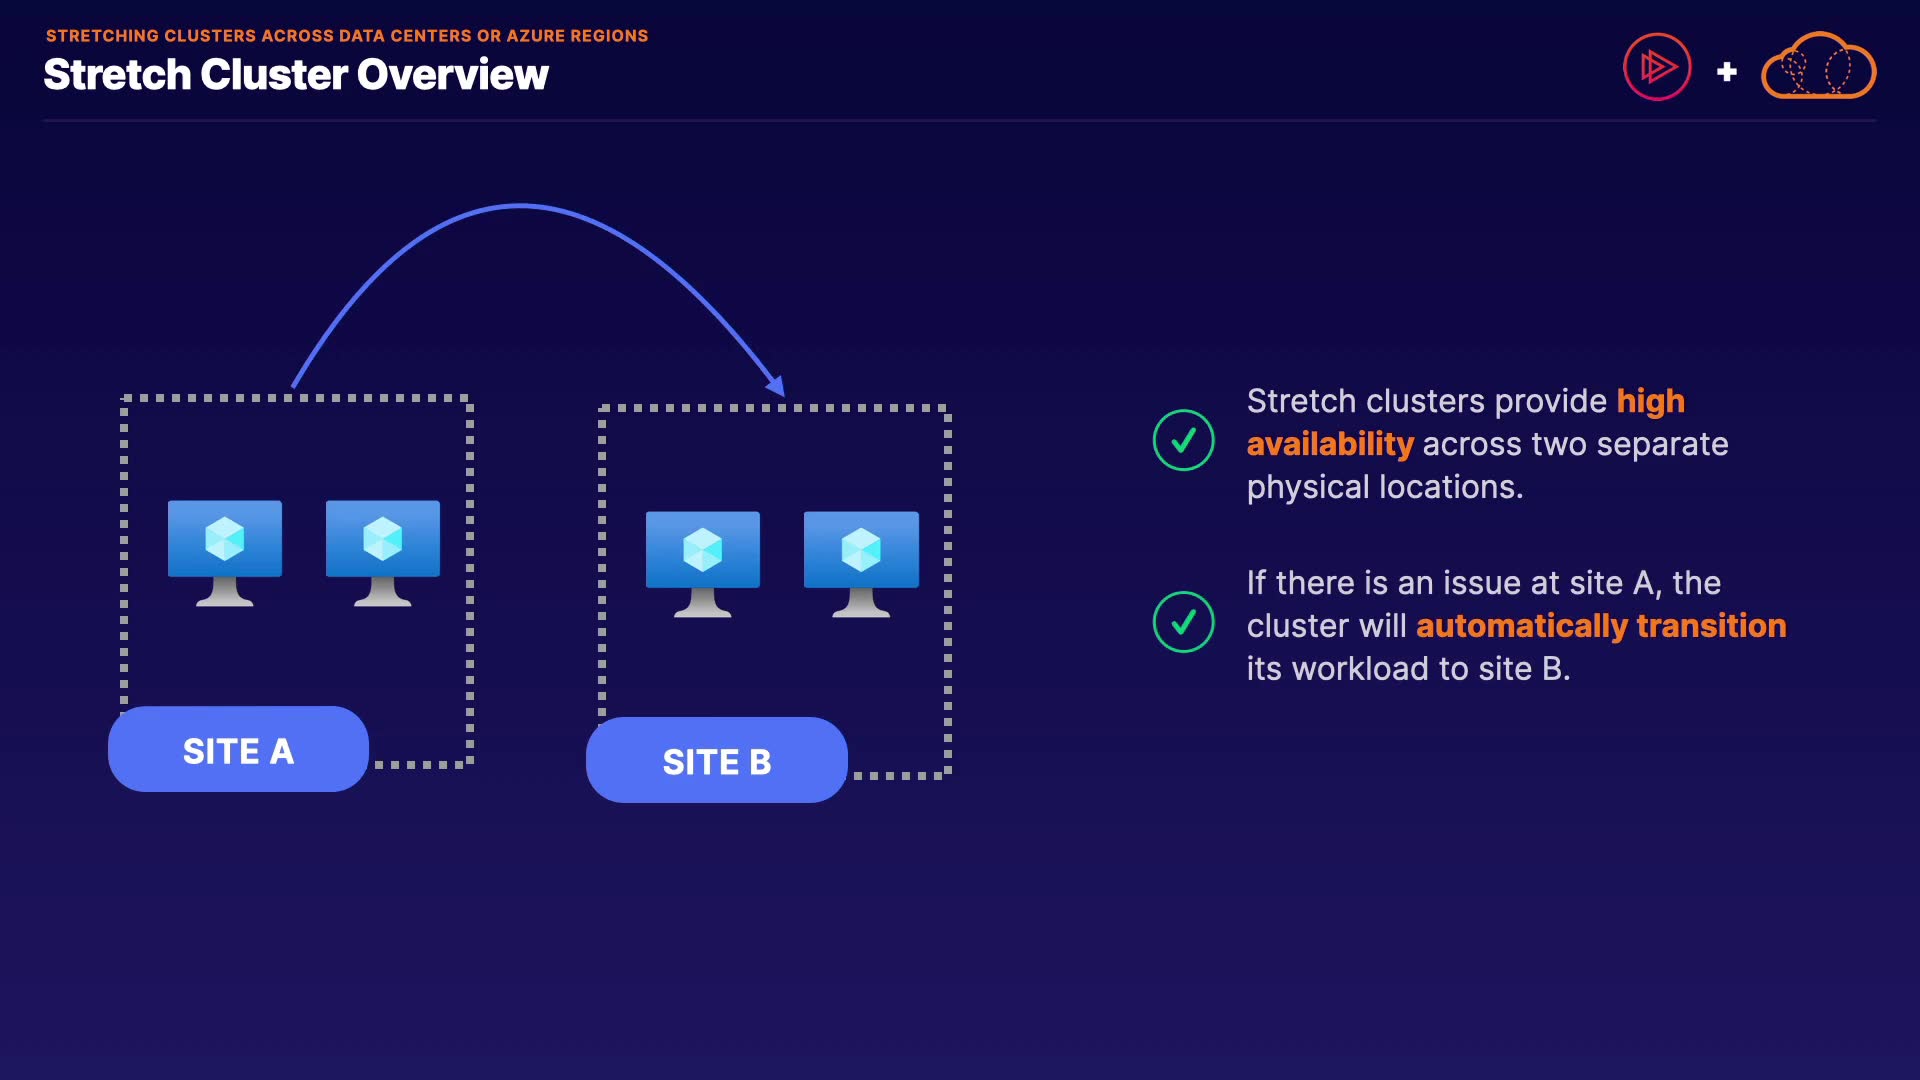 STRETCHING CLUSTERS ACROSS DATA CENTERS OR AZURE REGIONS
Stretch Cluster Overview
SITE A
SITE B
Stretch clusters provide high
availability across two separate
physical locations.
If there is an issue at site A, the
cluster will automatically transition
its workload to site B.